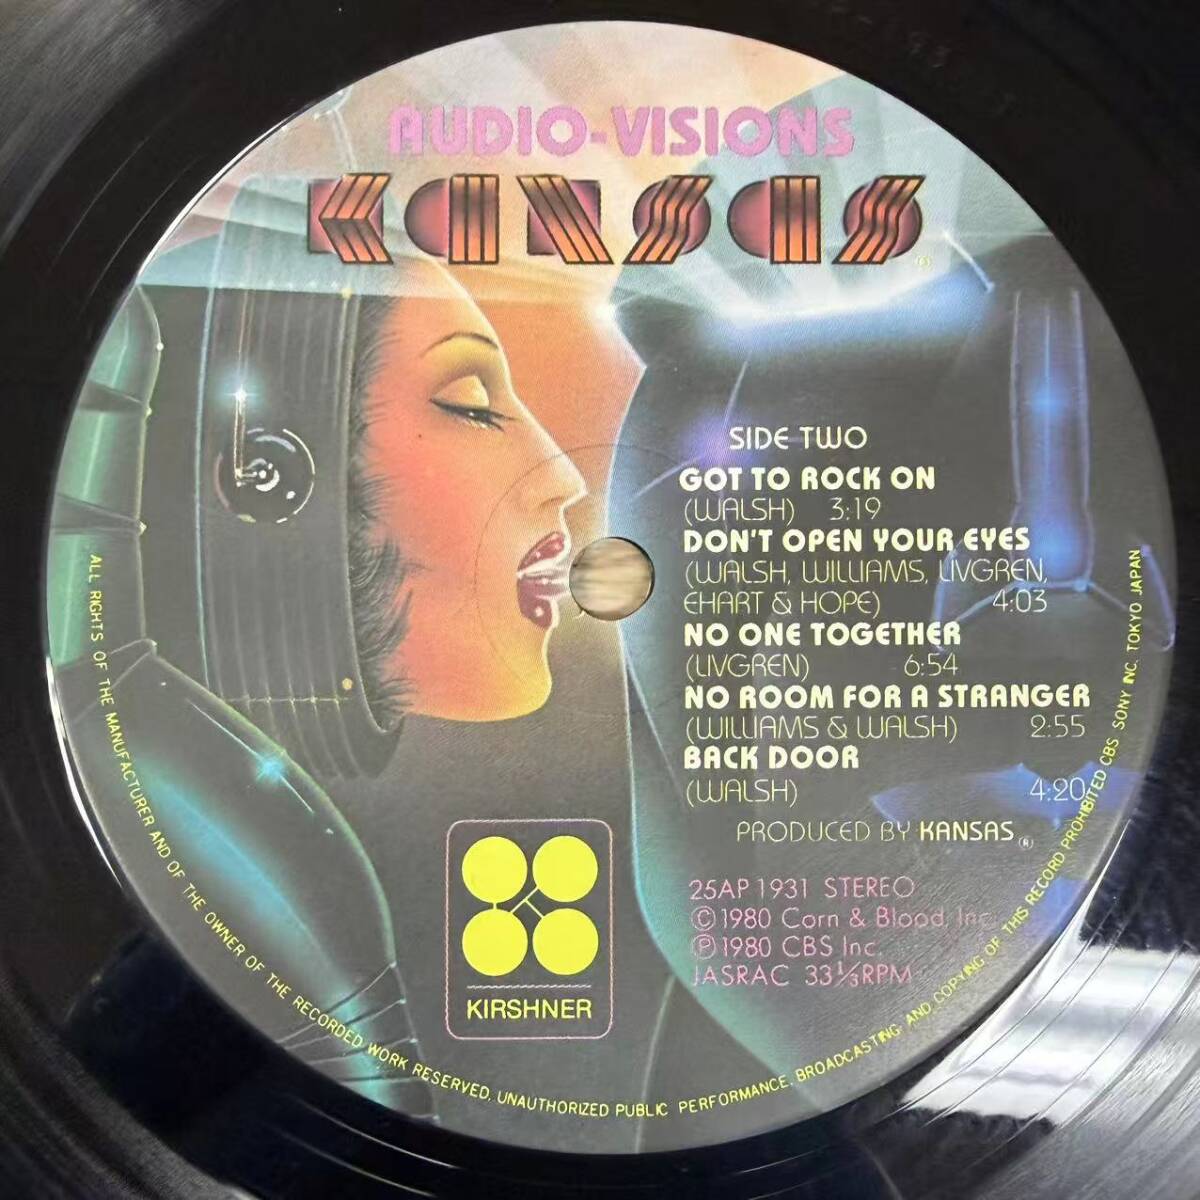 AUDIO-VISIONS
KANSAS
SIDE TWO
GOT TO ROCK ON
(WALSH) 3:19
DON'T OPEN YOUR EYES
(WALSH, WILLIAMS, LIVGREN,
EHART & HOPE) 4:03
NO ONE TOGETHER
(LIVGREN) 6:54
NO ROOM FOR A STRANGER
(WILLIAMS & WALSH) 2:55
BACK DOOR
(WALSH) 4:20
PRODUCED BY KANSAS ®
25AP 1931 STEREO
© 1980 Corn & Blood, Inc.
℗ 1980 CBS Inc.
JASRAC 33⅓RPM
KIRSHNER
ALL RIGHTS OF THE MANUFACTURER AND OF THE OWNER OF THE RECORDED WORK RESERVED. UNAUTHORIZED PUBLIC PERFORMANCE, BROADCASTING AND COPYING OF THIS RECORD PROHIBITED CBS SONY INC. TOKYO JAPAN